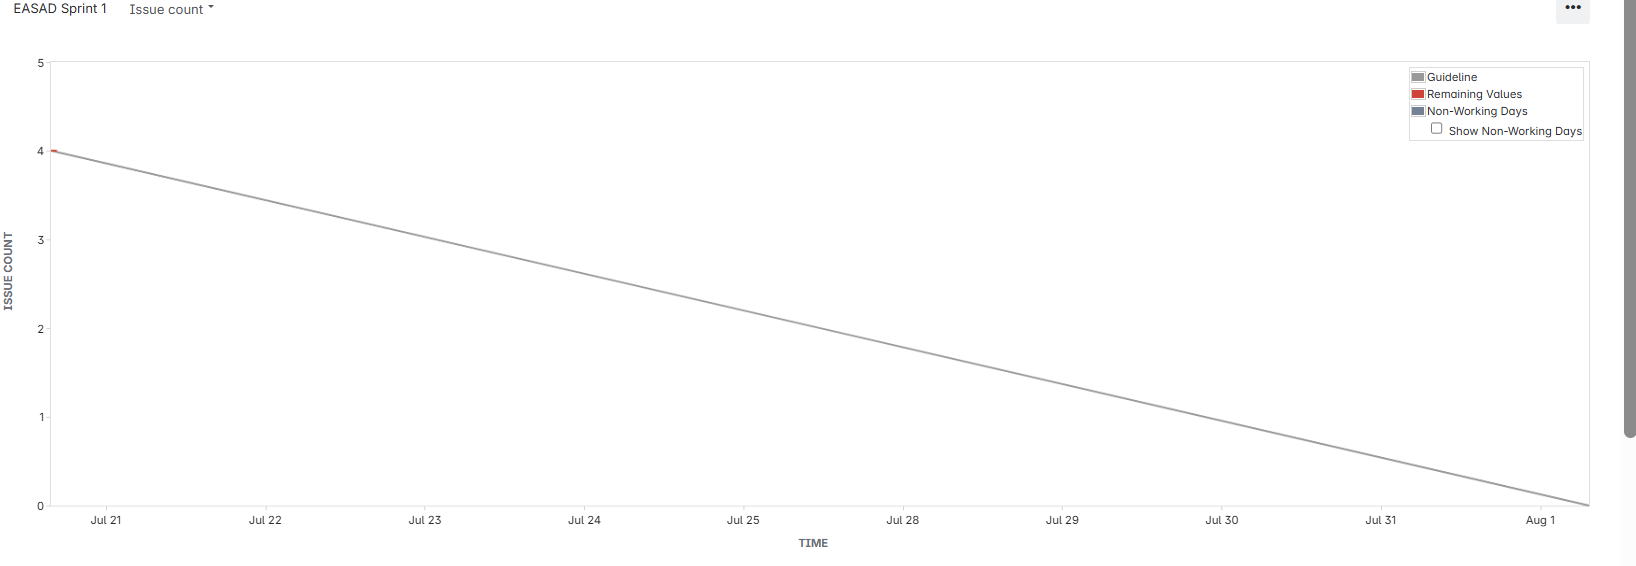 EASAD Sprint 1 Issue count
•••
5
Guideline
Remaining Values
Non-Working Days
Show Non-Working Days
4
3
2
1
0
ISSUE COUNT
Jul 21 Jul 22 Jul 23 Jul 24 Jul 25 Jul 28 Jul 29 Jul 30 Jul 31 Aug 1
TIME